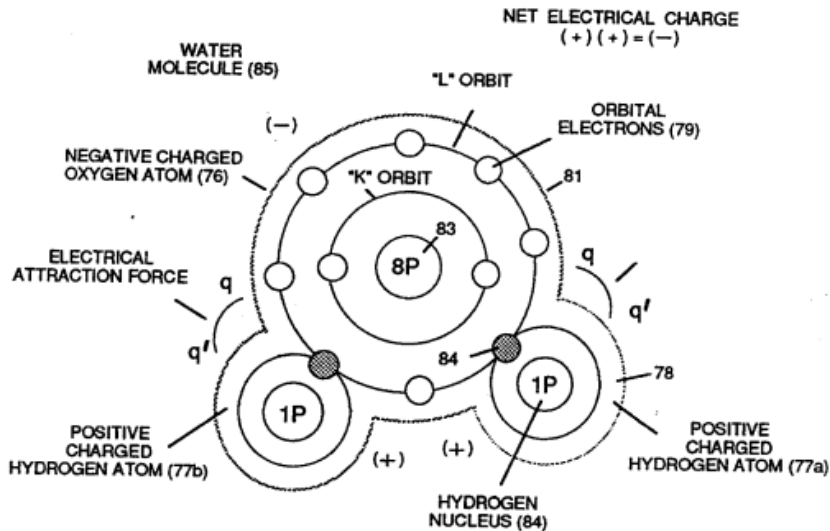 NET ELECTRICAL CHARGE
(+) (+) = (−)
WATER
MOLECULE (85)
"L" ORBIT
(−)
ORBITAL
ELECTRONS (79)
NEGATIVE CHARGED
OXYGEN ATOM (76)
81
"K" ORBIT
83
8P
ELECTRICAL
ATTRACTION FORCE
q
q'
q
q'
84
1P
1P
78
POSITIVE
CHARGED
HYDROGEN ATOM (77b)
(+)
(+)
POSITIVE
CHARGED
HYDROGEN ATOM (77a)
HYDROGEN
NUCLEUS (84)